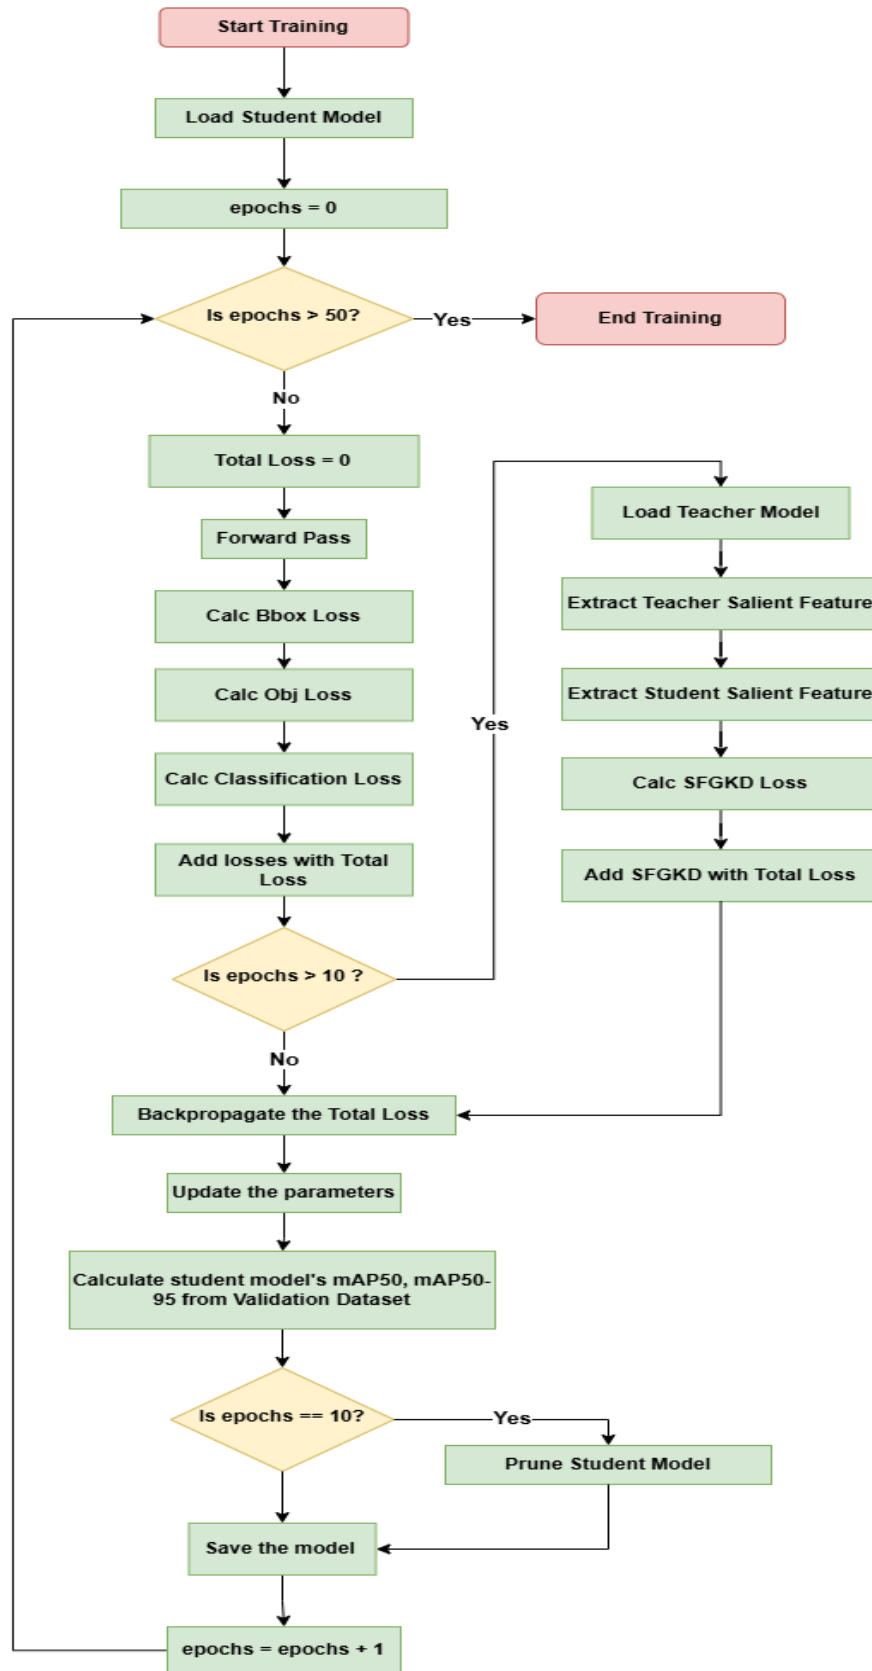 Start Training
Load Student Model
epochs = 0
Is epochs > 50?
Yes
End Training
No
Total Loss = 0
Forward Pass
Calc Bbox Loss
Calc Obj Loss
Calc Classification Loss
Add losses with Total
Loss
Is epochs > 10 ?
Yes
Load Teacher Model
Extract Teacher Salient Feature
Extract Student Salient Feature
Calc SFGKD Loss
Add SFGKD with Total Loss
No
Backpropagate the Total Loss
Update the parameters
Calculate student model's mAP50, mAP50-
95 from Validation Dataset
Is epochs == 10?
Yes
Prune Student Model
Save the model
epochs = epochs + 1